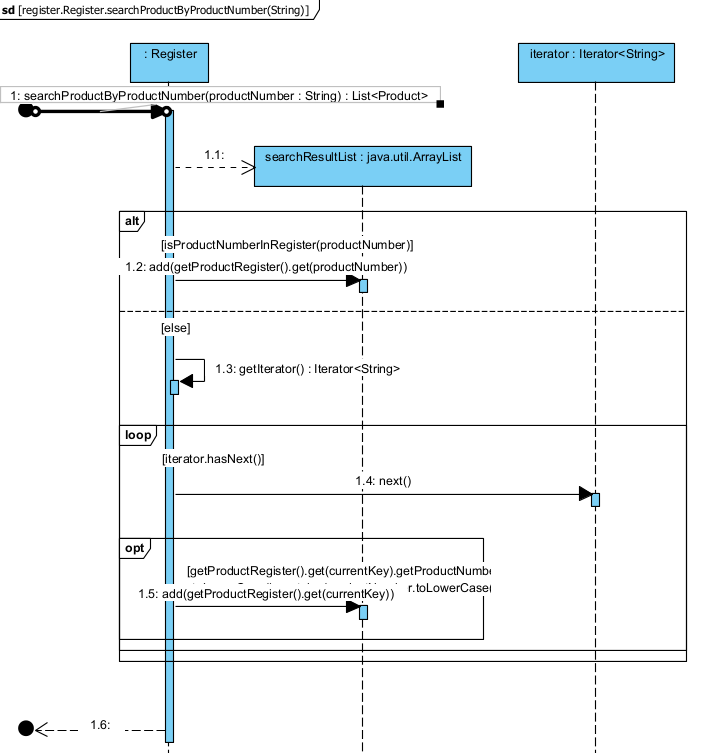 sd [register.Register.searchProductByProductNumber(String)]
: Register
iterator : Iterator<String>
1: searchProductByProductNumber(productNumber : String) : List<Product>
1.1:
searchResultList : java.util.ArrayList
alt
[isProductNumberInRegister(productNumber)]
1.2: add(getProductRegister().get(productNumber))
[else]
1.3: getIterator() : Iterator<String>
loop
[iterator.hasNext()]
1.4: next()
opt
[getProductRegister().get(currentKey).getProductNumbe
r.toLowerCase(
1.5: add(getProductRegister().get(currentKey))
1.6: